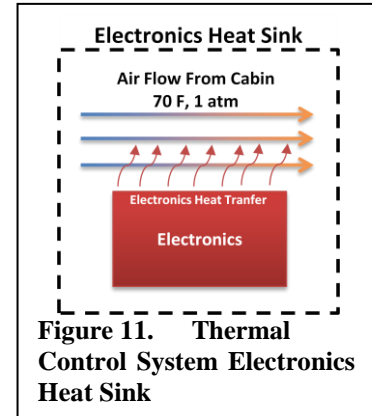 Electronics Heat Sink
Air Flow From Cabin
70 F, 1 atm
Electronics Heat Tranfer
Electronics
Figure 11. Thermal
Control System Electronics
Heat Sink